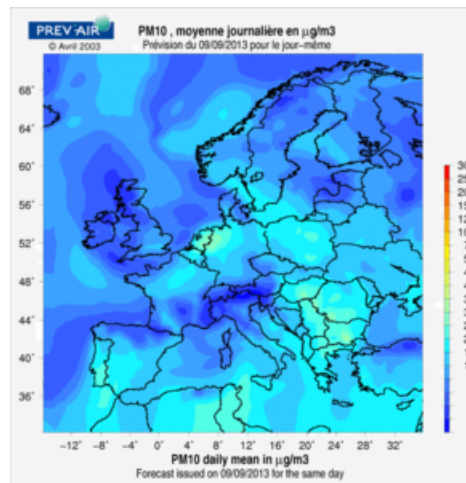 PREV'AIR
© Avril 2003
PM10 , moyenne journalière en µg/m3
Prévision du 09/09/2013 pour le jour-même
68°
64°
60°
56°
52°
48°
44°
40°
36°
-12° -8° -4° 0° 4° 8° 12° 16° 20° 24° 28° 32°
PM10 daily mean in µg/m3
Forecast issued on 09/09/2013 for the same day